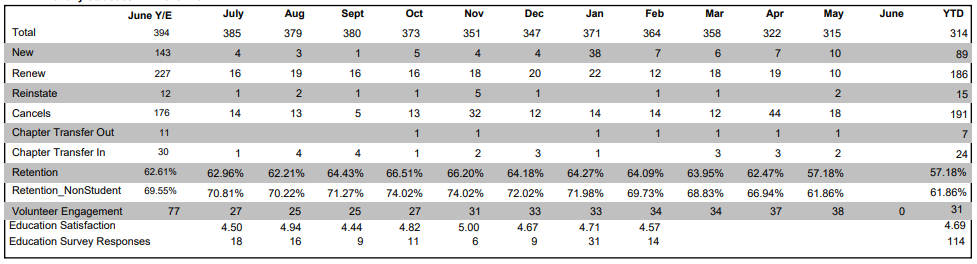 June Y/E July Aug Sept Oct Nov Dec Jan Feb Mar Apr May June YTD
Total 394 385 379 380 373 351 347 371 364 358 322 315 314
New 143 4 3 1 5 4 4 38 7 6 7 10 89
Renew 227 16 19 16 16 18 20 22 12 18 19 10 186
Reinstate 12 1 2 1 1 5 1 1 1 2 15
Cancels 176 14 13 5 13 32 12 14 14 12 44 18 191
Chapter Transfer Out 11 1 1 1 1 1 1 1 7
Chapter Transfer In 30 1 4 4 1 2 3 1 3 3 2 24
Retention 62.61% 62.96% 62.21% 64.43% 66.51% 66.20% 64.18% 64.27% 64.09% 63.95% 62.47% 57.18% 57.18%
Retention_NonStudent 69.55% 70.81% 70.22% 71.27% 74.02% 74.02% 72.02% 71.98% 69.73% 68.83% 66.94% 61.86% 61.86%
Volunteer Engagement 77 27 25 25 27 31 33 33 34 34 37 38 0 31
Education Satisfaction 4.50 4.94 4.44 4.82 5.00 4.67 4.71 4.57 4.69
Education Survey Responses 18 16 9 11 6 9 31 14 114